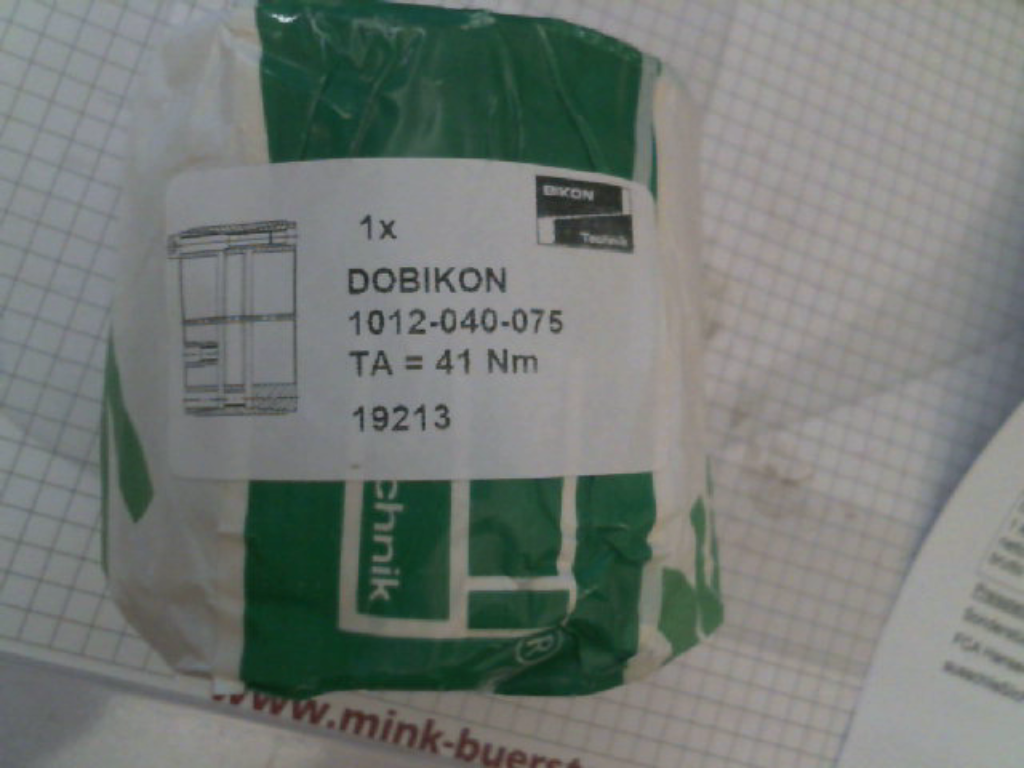 BIKON
Technik
1x
DOBIKON
1012-040-075
TA = 41 Nm
19213
chnik
®
www.mink-buerst